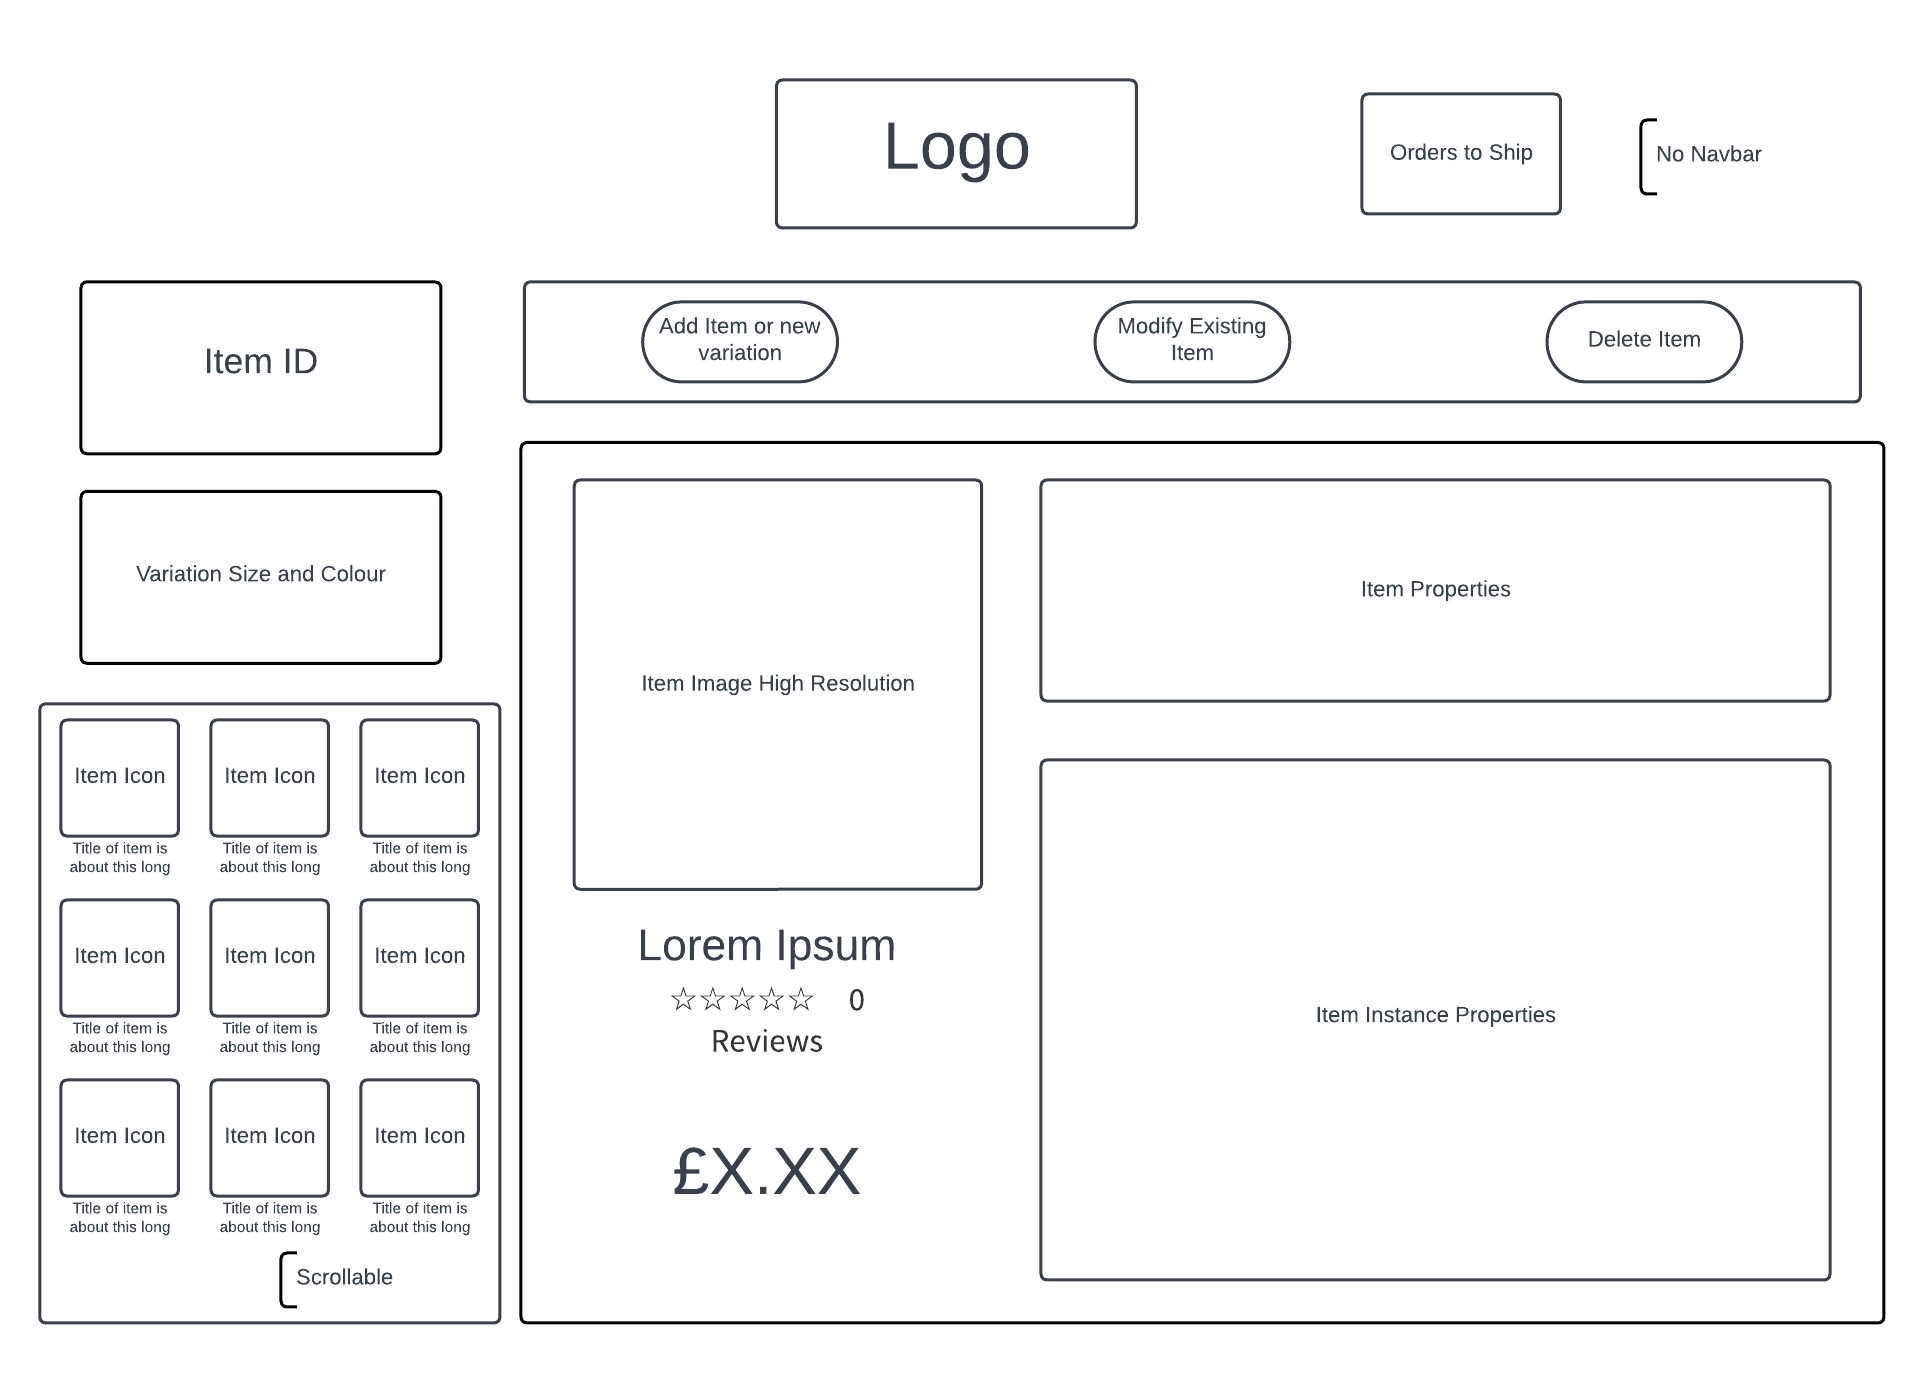 Logo
Orders to Ship
No Navbar
Item ID
Add Item or new
variation
Modify Existing
Item
Delete Item
Variation Size and Colour
Item Image High Resolution
Item Properties
Item Icon
Item Icon
Item Icon
Title of item is
about this long
Title of item is
about this long
Title of item is
about this long
Item Icon
Item Icon
Item Icon
Title of item is
about this long
Title of item is
about this long
Title of item is
about this long
Item Icon
Item Icon
Item Icon
Title of item is
about this long
Title of item is
about this long
Title of item is
about this long
Scrollable
Lorem Ipsum
☆☆☆☆☆ 0
Reviews
£X.XX
Item Instance Properties